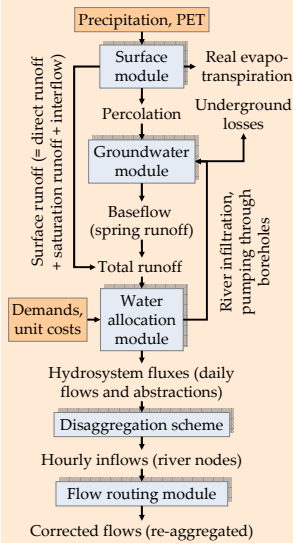 Precipitation, PET
Surface
module
Real evapo-
transpiration
Surface runoff (= direct runoff
+ saturation runoff + interflow)
Percolation
Underground
losses
Groundwater
module
Baseflow
(spring runoff)
River infiltration,
pumping through
boreholes
Total runoff
Demands,
unit costs
Water
allocation
module
Hydrosystem fluxes (daily
flows and abstractions)
Disaggregation scheme
Hourly inflows (river nodes)
Flow routing module
Corrected flows (re-aggregated)